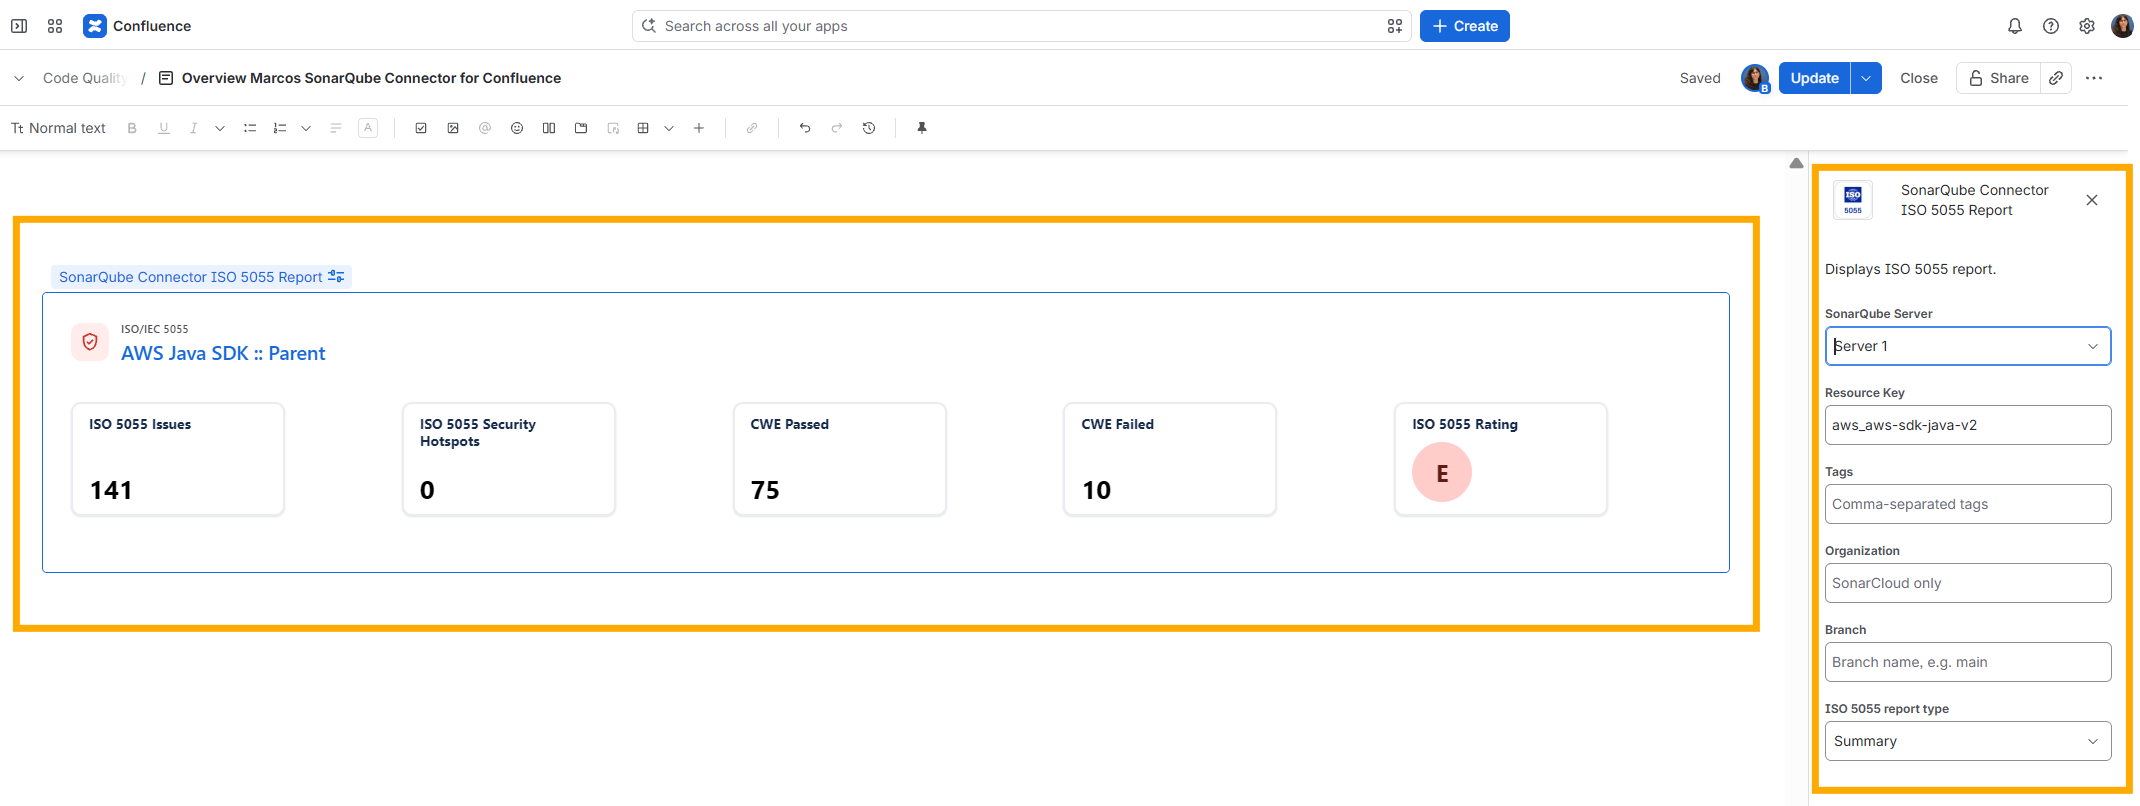 Confluence
Search across all your apps
Create
Code Quality / Overview Marcos SonarQube Connector for Confluence
Saved
B
Update
Close
Share
Tt Normal text
B U I
A
@
SonarQube Connector ISO 5055 Report
ISO/IEC 5055
AWS Java SDK :: Parent
ISO 5055 Issues
141
ISO 5055 Security
Hotspots
0
CWE Passed
75
CWE Failed
10
ISO 5055 Rating
E
ISO
5055
SonarQube Connector
ISO 5055 Report
Displays ISO 5055 report.
SonarQube Server
Server 1
Resource Key
aws_aws-sdk-java-v2
Tags
Comma-separated tags
Organization
SonarCloud only
Branch
Branch name, e.g. main
ISO 5055 report type
Summary